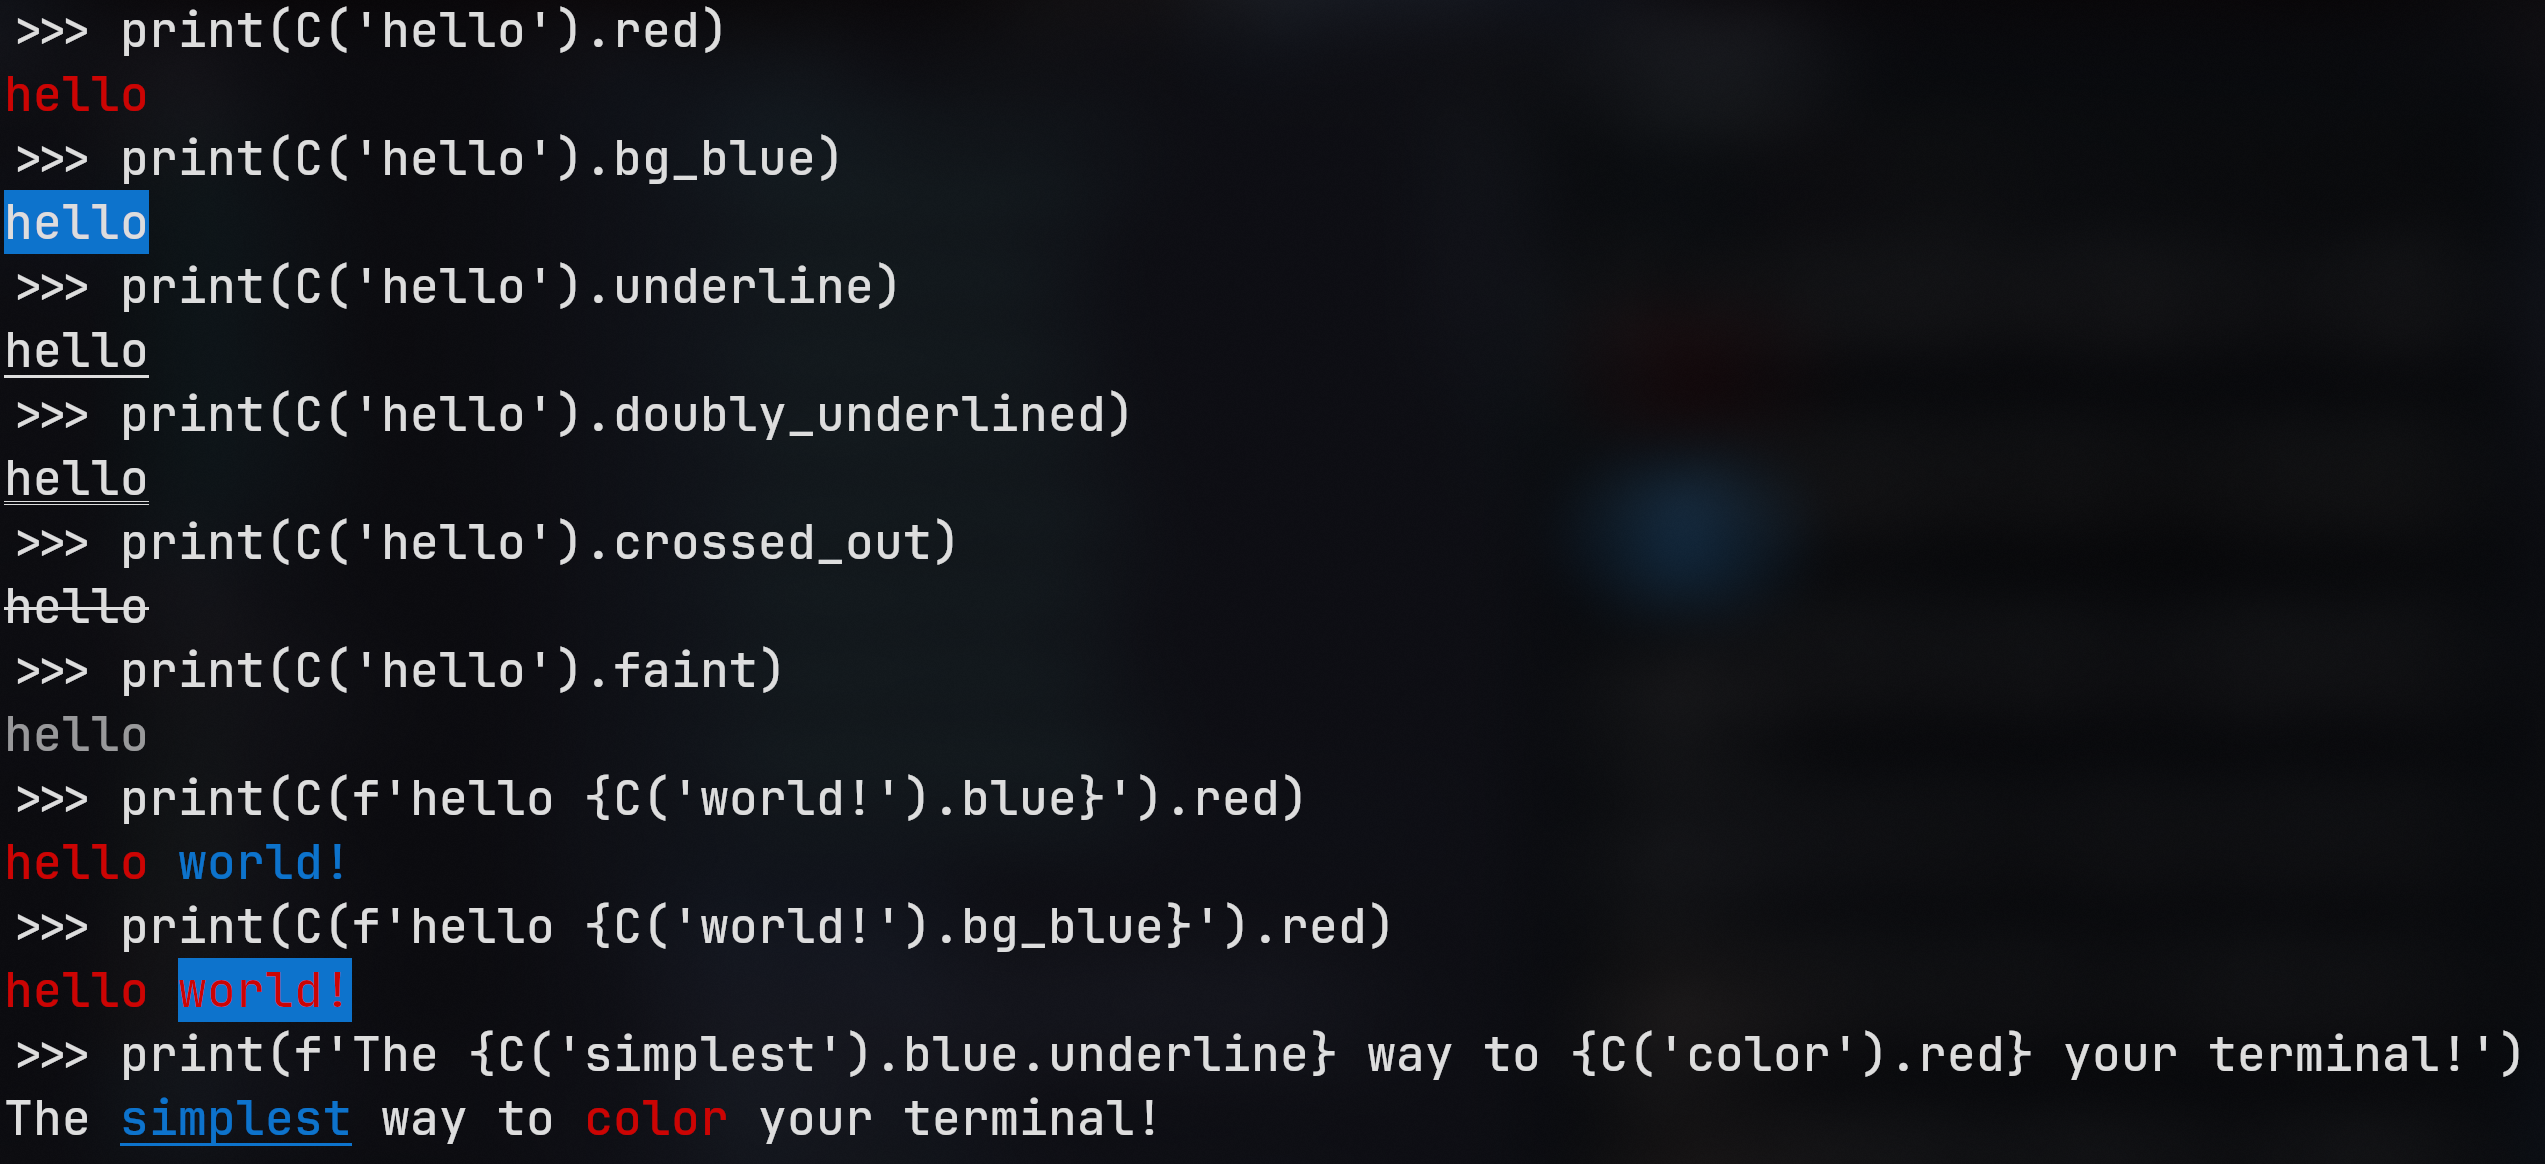 >>> print(C('hello').red)
hello
>>> print(C('hello').bg_blue)
hello
>>> print(C('hello').underline)
hello
>>> print(C('hello').doubly_underlined)
hello
>>> print(C('hello').crossed_out)
hello
>>> print(C('hello').faint)
hello
>>> print(C(f'hello {C('world!').blue}').red)
hello world!
>>> print(C(f'hello {C('world!').bg_blue}').red)
hello world!
>>> print(f'The {C('simplest').blue.underline} way to {C('color').red} your terminal!')
The simplest way to color your terminal!